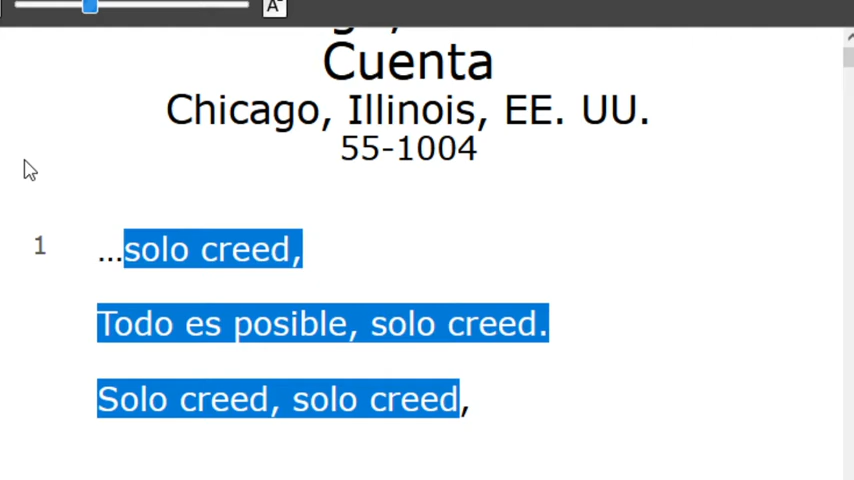 A
Cuenta
Chicago, Illinois, EE. UU.
55-1004
1 ...solo creed,
Todo es posible, solo creed.
Solo creed, solo creed,